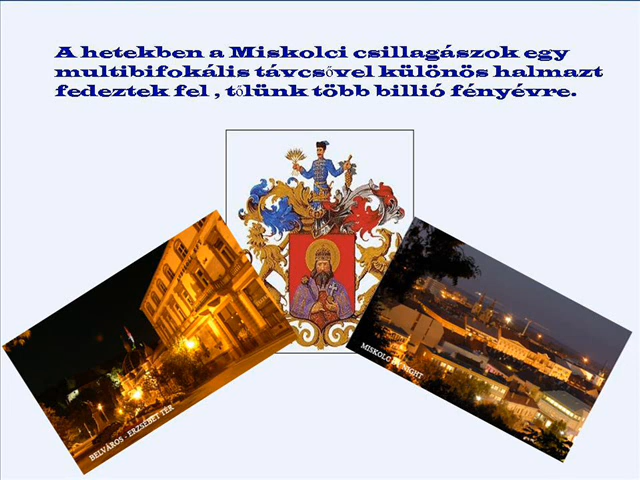 A hetekben a Miskolci csillagászok egy
multibifokális távcsővel különös halmazt
fedeztek fel , tőlünk több billió fényévre.
BELVÁROS - ERZSÉBET TÉR
MISKOLC NIGHT